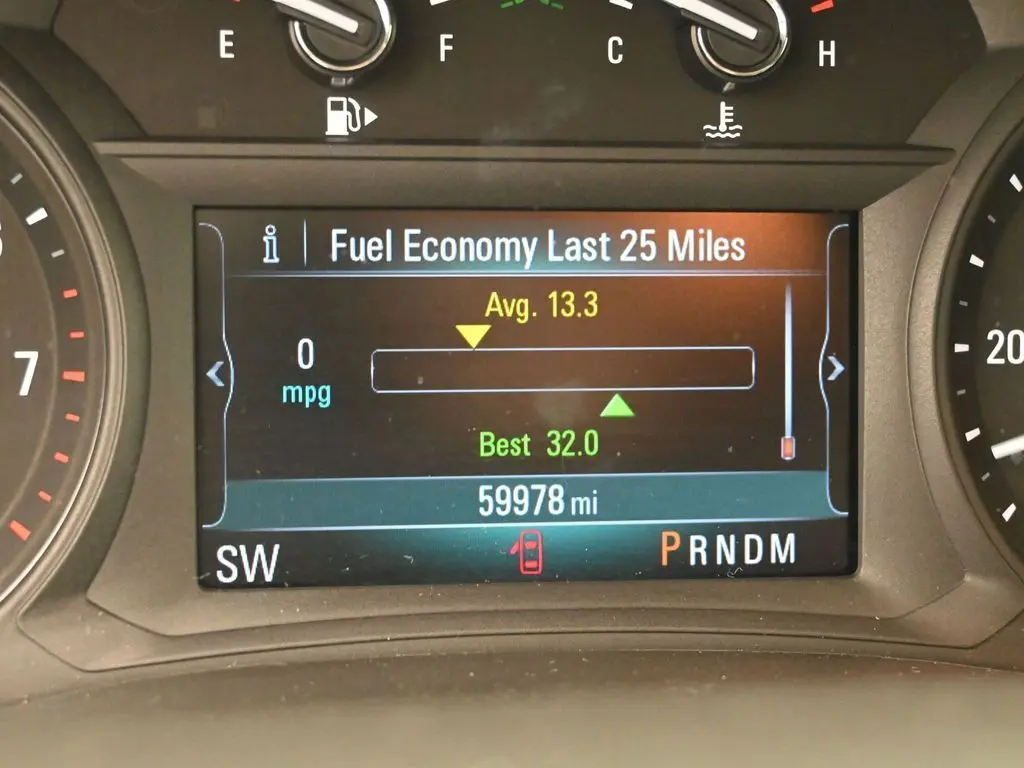 E F C H
i Fuel Economy Last 25 Miles
Avg. 13.3
0
mpg
7
20
Best 32.0
59978 mi
SW PRNDM